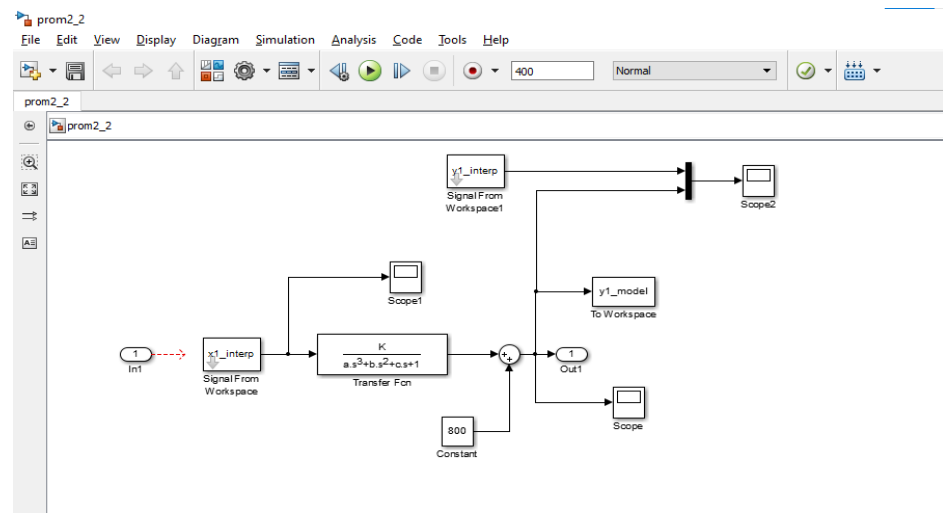 prom2_2
File Edit View Display Diagram Simulation Analysis Code Tools Help
400 Normal
prom2_2
prom2_2
y1_interp
Signal From
Workspace1
Scope2
Scope1
y1_model
To Workspace
1
In1
x1_interp
Signal From
Workspace
K
a.s^3+b.s^2+c.s+1
Transfer Fcn
+
+
1
Out1
800
Constant
Scope